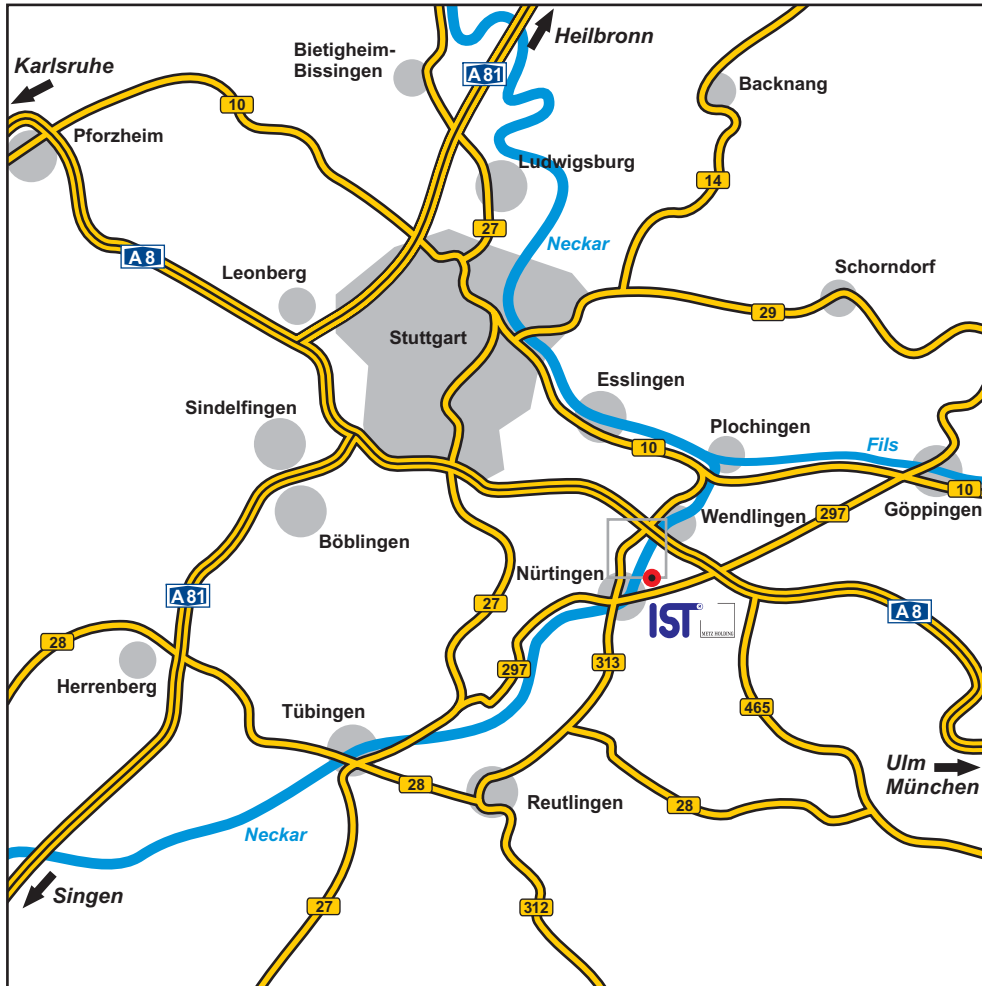 Heilbronn
Bietigheim-
Bissingen
Karlsruhe
A 81
Backnang
10
Pforzheim
Ludwigsburg
14
27
Neckar
A 8
Leonberg
Schorndorf
29
Stuttgart
Esslingen
Sindelfingen
Plochingen
10
Fils
10
Göppingen
297
Wendlingen
Böblingen
Nürtingen
A 81
27
IST
METZ HOLDING
A 8
28
313
297
Herrenberg
465
Tübingen
Ulm
München
28
Reutlingen
28
Neckar
Singen
27
312